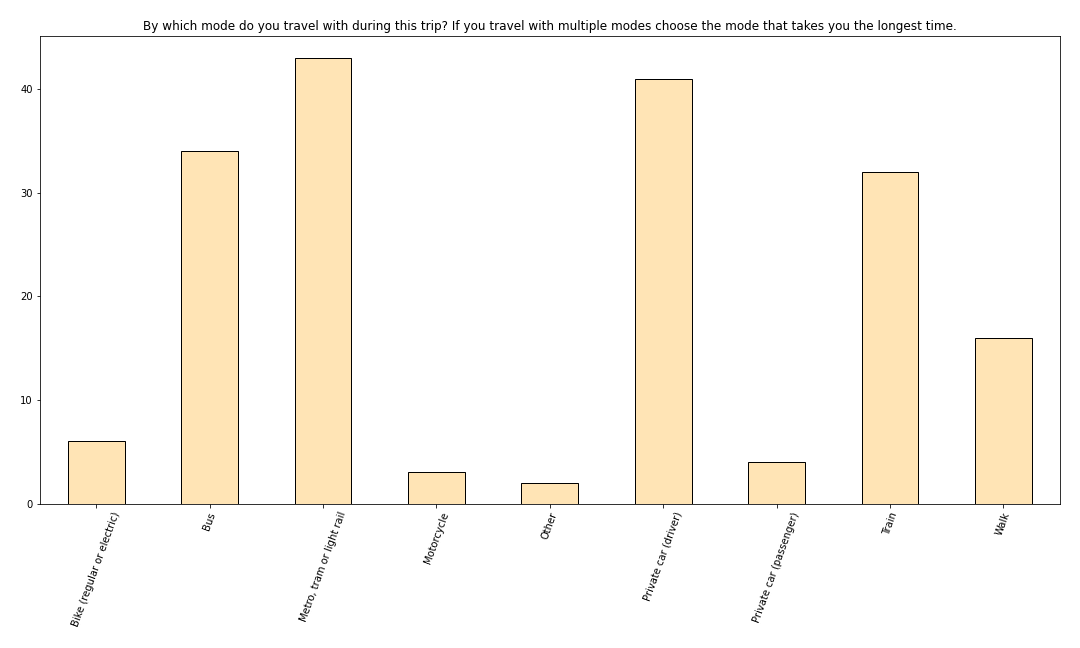 By which mode do you travel with during this trip? If you travel with multiple modes choose the mode that takes you the longest time.
40
30
20
10
0
Bike (regular or electric)
Bus
Metro, tram or light rail
Motorcycle
Other
Private car (driver)
Private car (passenger)
Train
Walk